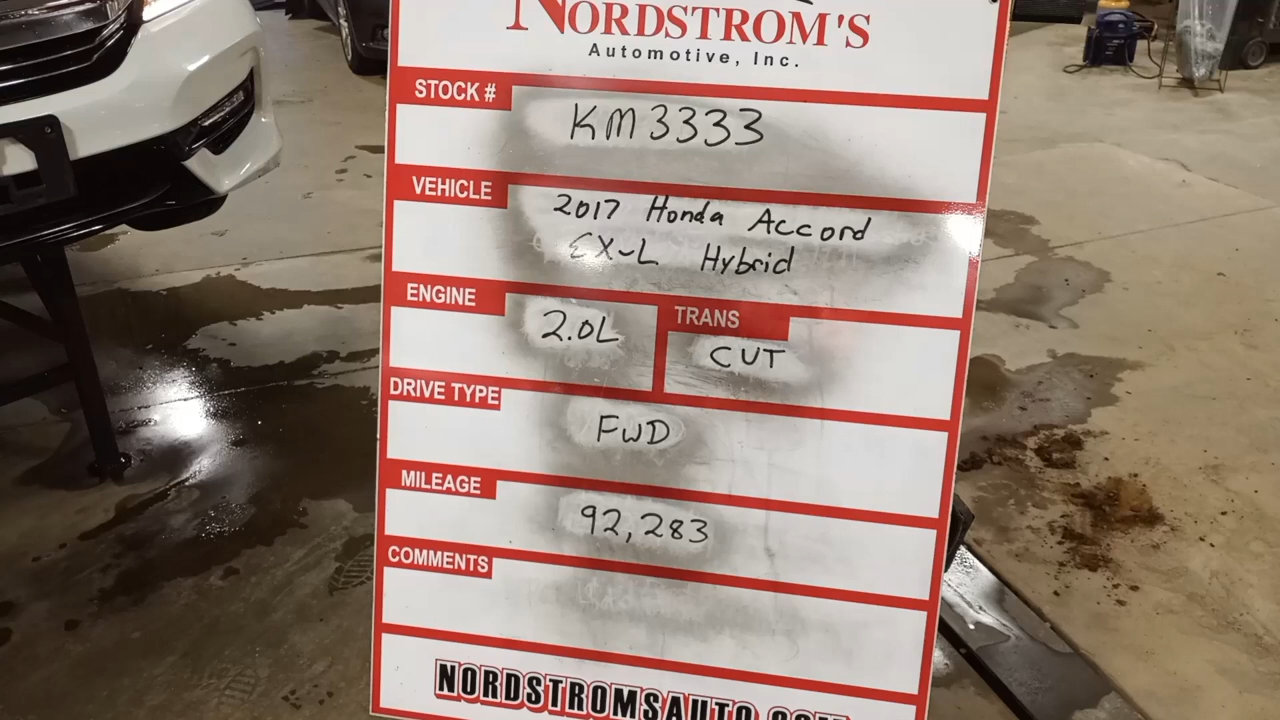 NORDSTROM'S
Automotive, Inc.
STOCK #
KM3333
VEHICLE
2017 Honda Accord
EX-L Hybrid
ENGINE
2.0L
TRANS
CUT
DRIVE TYPE
FWD
MILEAGE
92,283
COMMENTS
NORDSTROMSAUTO.COM